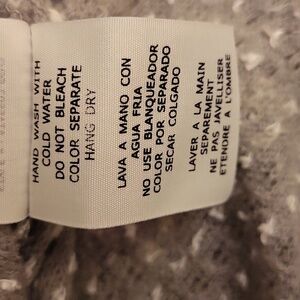 HAND WASH WITH
COLD WATER
DO NOT BLEACH
COLOR SEPARATE
HANG DRY
LAVA A MANO CON
AGUA FRIA
NO USE BLANQUEADOR
COLOR POR SEPARADO
SECAR COLGADO
LAVER A LA MAIN
SEPAREMENT
NE PAS JAVELLISER
ETENDRE A L'OMBRE